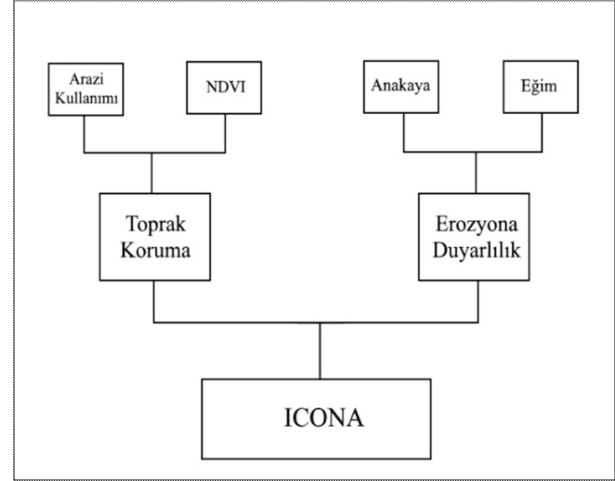 Arazi
Kullanımı
NDVI
Anakaya
Eğim
Toprak
Koruma
Erozyona
Duyarlılık
ICONA